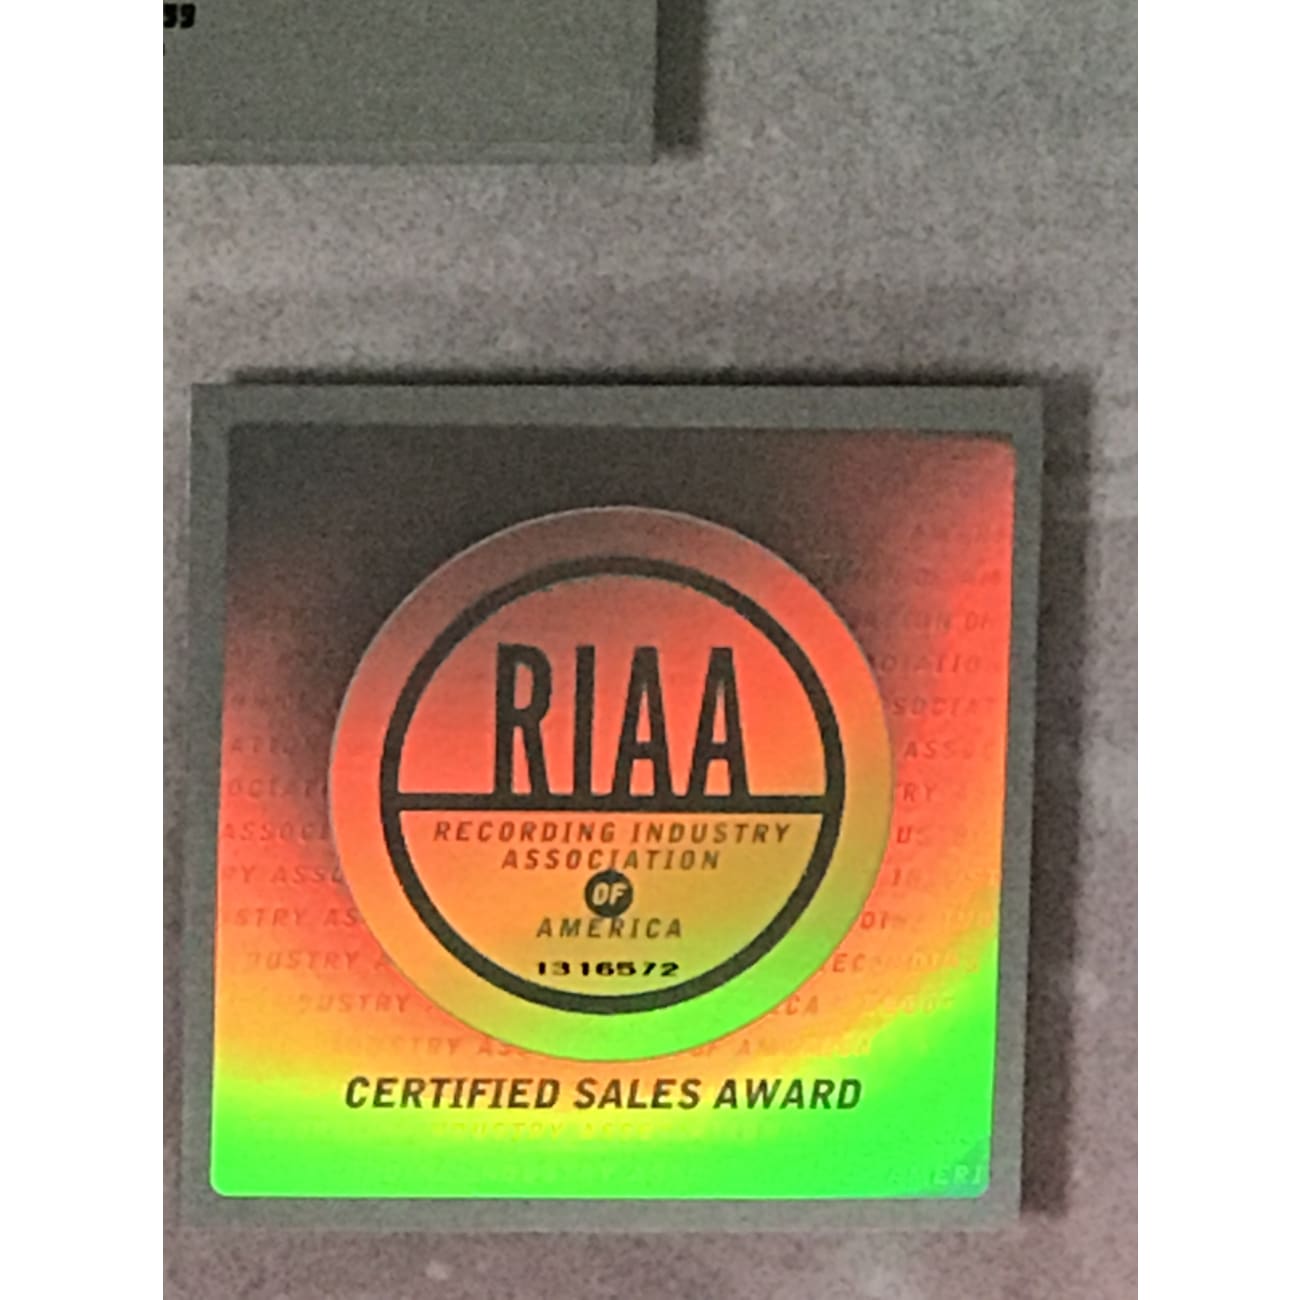 ”
RIAA
RECORDING INDUSTRY
ASSOCIATION
OF
AMERICA
1316572
CERTIFIED SALES AWARD